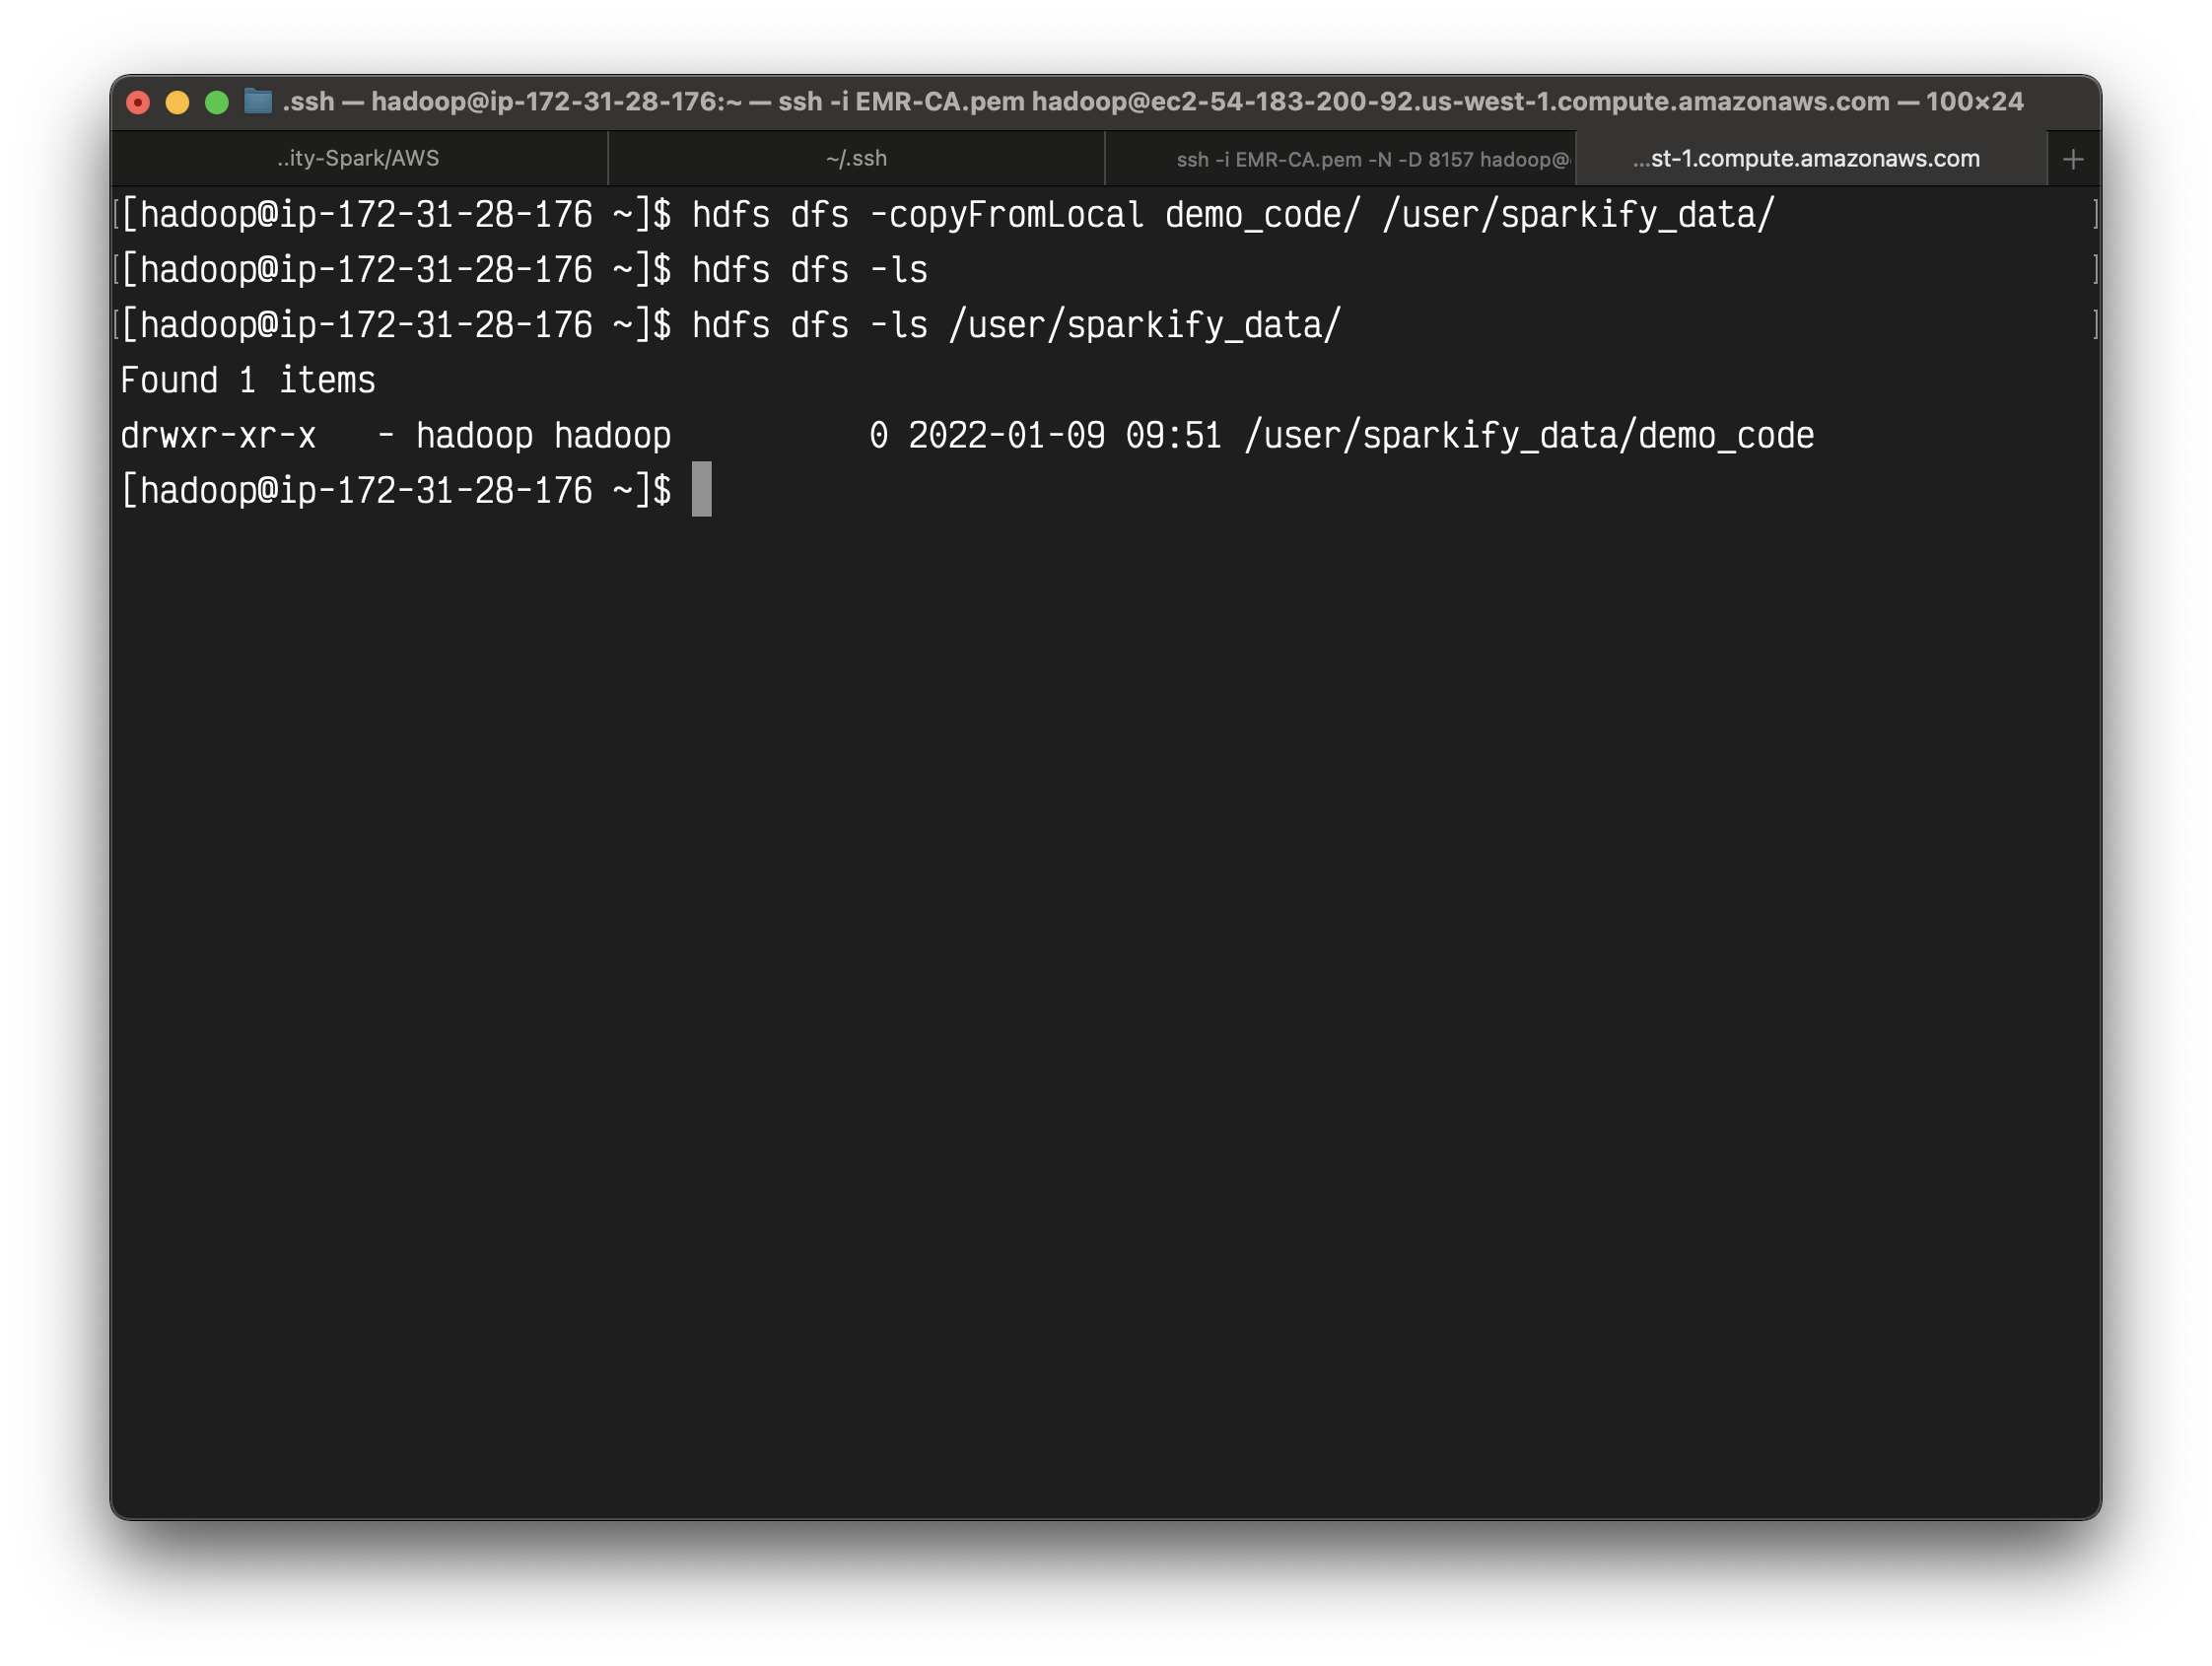 .ssh — hadoop@ip-172-31-28-176:~ — ssh -i EMR-CA.pem hadoop@ec2-54-183-200-92.us-west-1.compute.amazonaws.com — 100×24
..ity-Spark/AWS ~/.ssh ssh -i EMR-CA.pem -N -D 8157 hadoop@ ...st-1.compute.amazonaws.com +
[[hadoop@ip-172-31-28-176 ~]$ hdfs dfs -copyFromLocal demo_code/ /user/sparkify_data/ ]
[[hadoop@ip-172-31-28-176 ~]$ hdfs dfs -ls ]
[[hadoop@ip-172-31-28-176 ~]$ hdfs dfs -ls /user/sparkify_data/ ]
Found 1 items
drwxr-xr-x   - hadoop hadoop          0 2022-01-09 09:51 /user/sparkify_data/demo_code
[hadoop@ip-172-31-28-176 ~]$